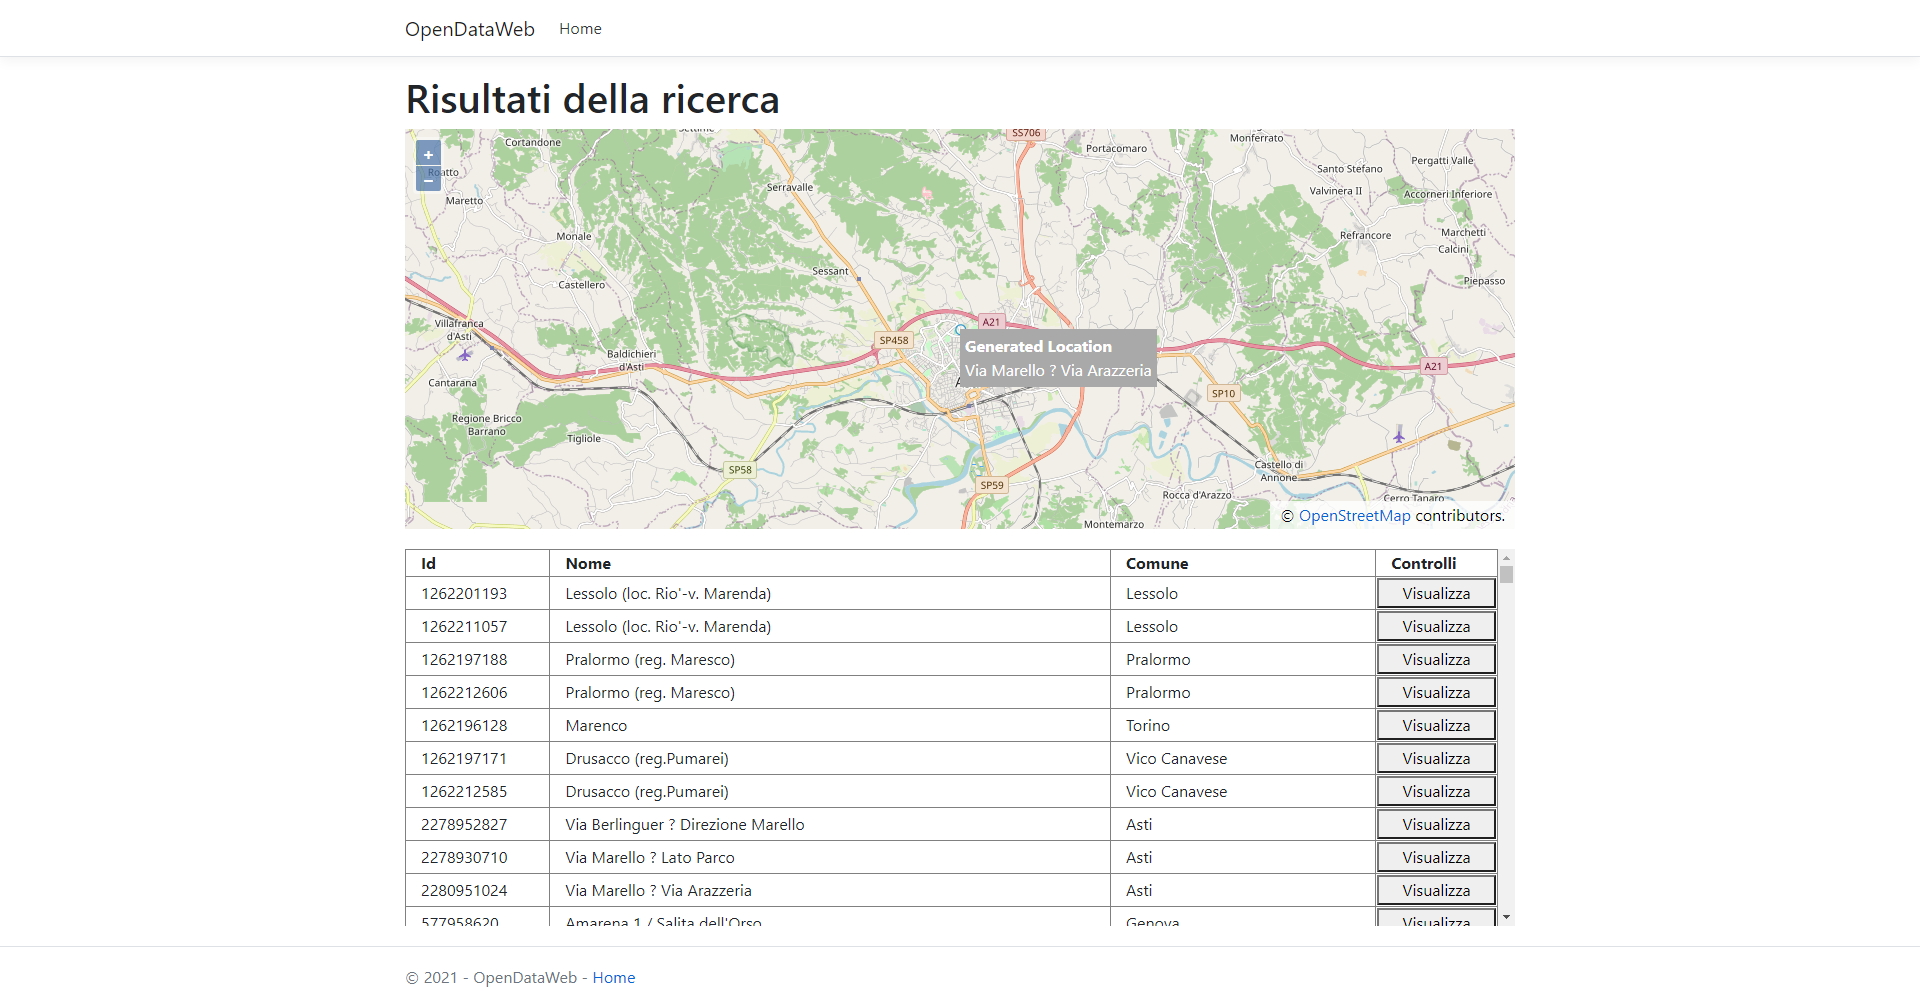 OpenDataWeb Home
Risultati della ricerca
+
−
Cortandone
SS706
Portacomaro
Monferrato
Santo Stefano
Pergatti Valle
Valvinera II
Accorneri Inferiore
Serravalle
Maretto
Monale
Refrancore
Marchetti
Calcini
Sessant
Castellero
Piepasso
Villafranca
d'Asti
A21
SP458
Generated Location
Via Marello ? Via Arazzeria
Baldichieri
d'Asti
A21
Cantarana
SP10
Regione Bricco
Barrano
Tigliole
SP58
Castello di
Annone
SP59
Rocca d'Arazzo
Cerro Tanaro
Montemarzo
© OpenStreetMap contributors.
Id Nome Comune Controlli
1262201193 Lessolo (loc. Rio'-v. Marenda) Lessolo Visualizza
1262211057 Lessolo (loc. Rio'-v. Marenda) Lessolo Visualizza
1262197188 Pralormo (reg. Maresco) Pralormo Visualizza
1262212606 Pralormo (reg. Maresco) Pralormo Visualizza
1262196128 Marenco Torino Visualizza
1262197171 Drusacco (reg.Pumarei) Vico Canavese Visualizza
1262212585 Drusacco (reg.Pumarei) Vico Canavese Visualizza
2278952827 Via Berlinguer ? Direzione Marello Asti Visualizza
2278930710 Via Marello ? Lato Parco Asti Visualizza
2280951024 Via Marello ? Via Arazzeria Asti Visualizza
577958620 Amarena 1 / Salita dell'Orso Genova Visualizza
© 2021 - OpenDataWeb - Home